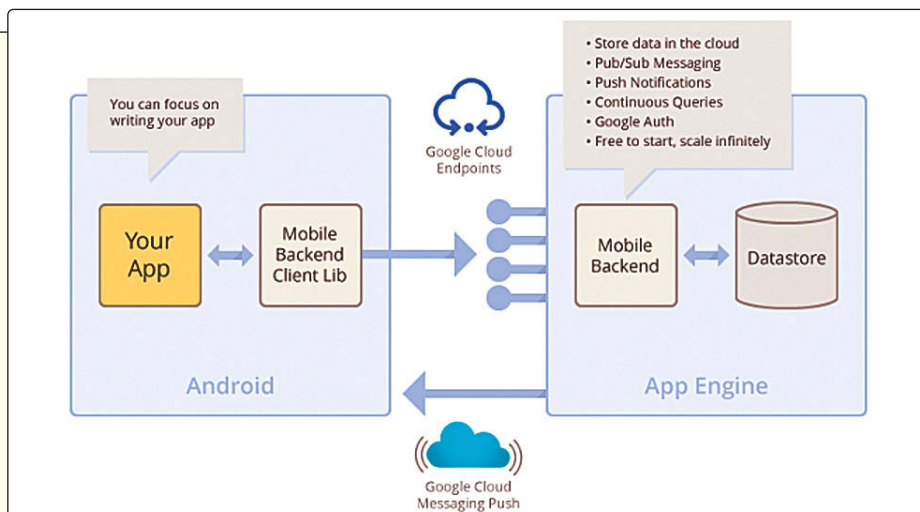 You can focus on
writing your app
• Store data in the cloud
• Pub/Sub Messaging
• Push Notifications
• Continuous Queries
• Google Auth
• Free to start, scale infinitely
Google Cloud
Endpoints
Your
App
Mobile
Backend
Client Lib
Mobile
Backend
Datastore
Android
App Engine
Google Cloud
Messaging Push